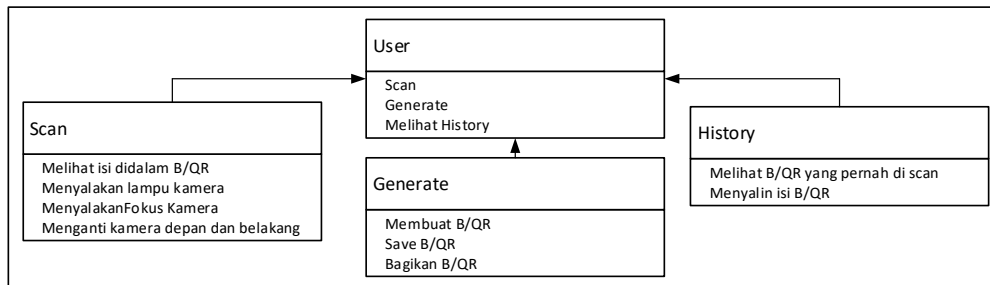 User
Scan
Generate
Melihat History
Scan
Melihat isi didalam B/QR
Menyalakan lampu kamera
MenyalakanFokus Kamera
Menganti kamera depan dan belakang
Generate
Membuat B/QR
Save B/QR
Bagikan B/QR
History
Melihat B/QR yang pernah di scan
Menyalin isi B/QR